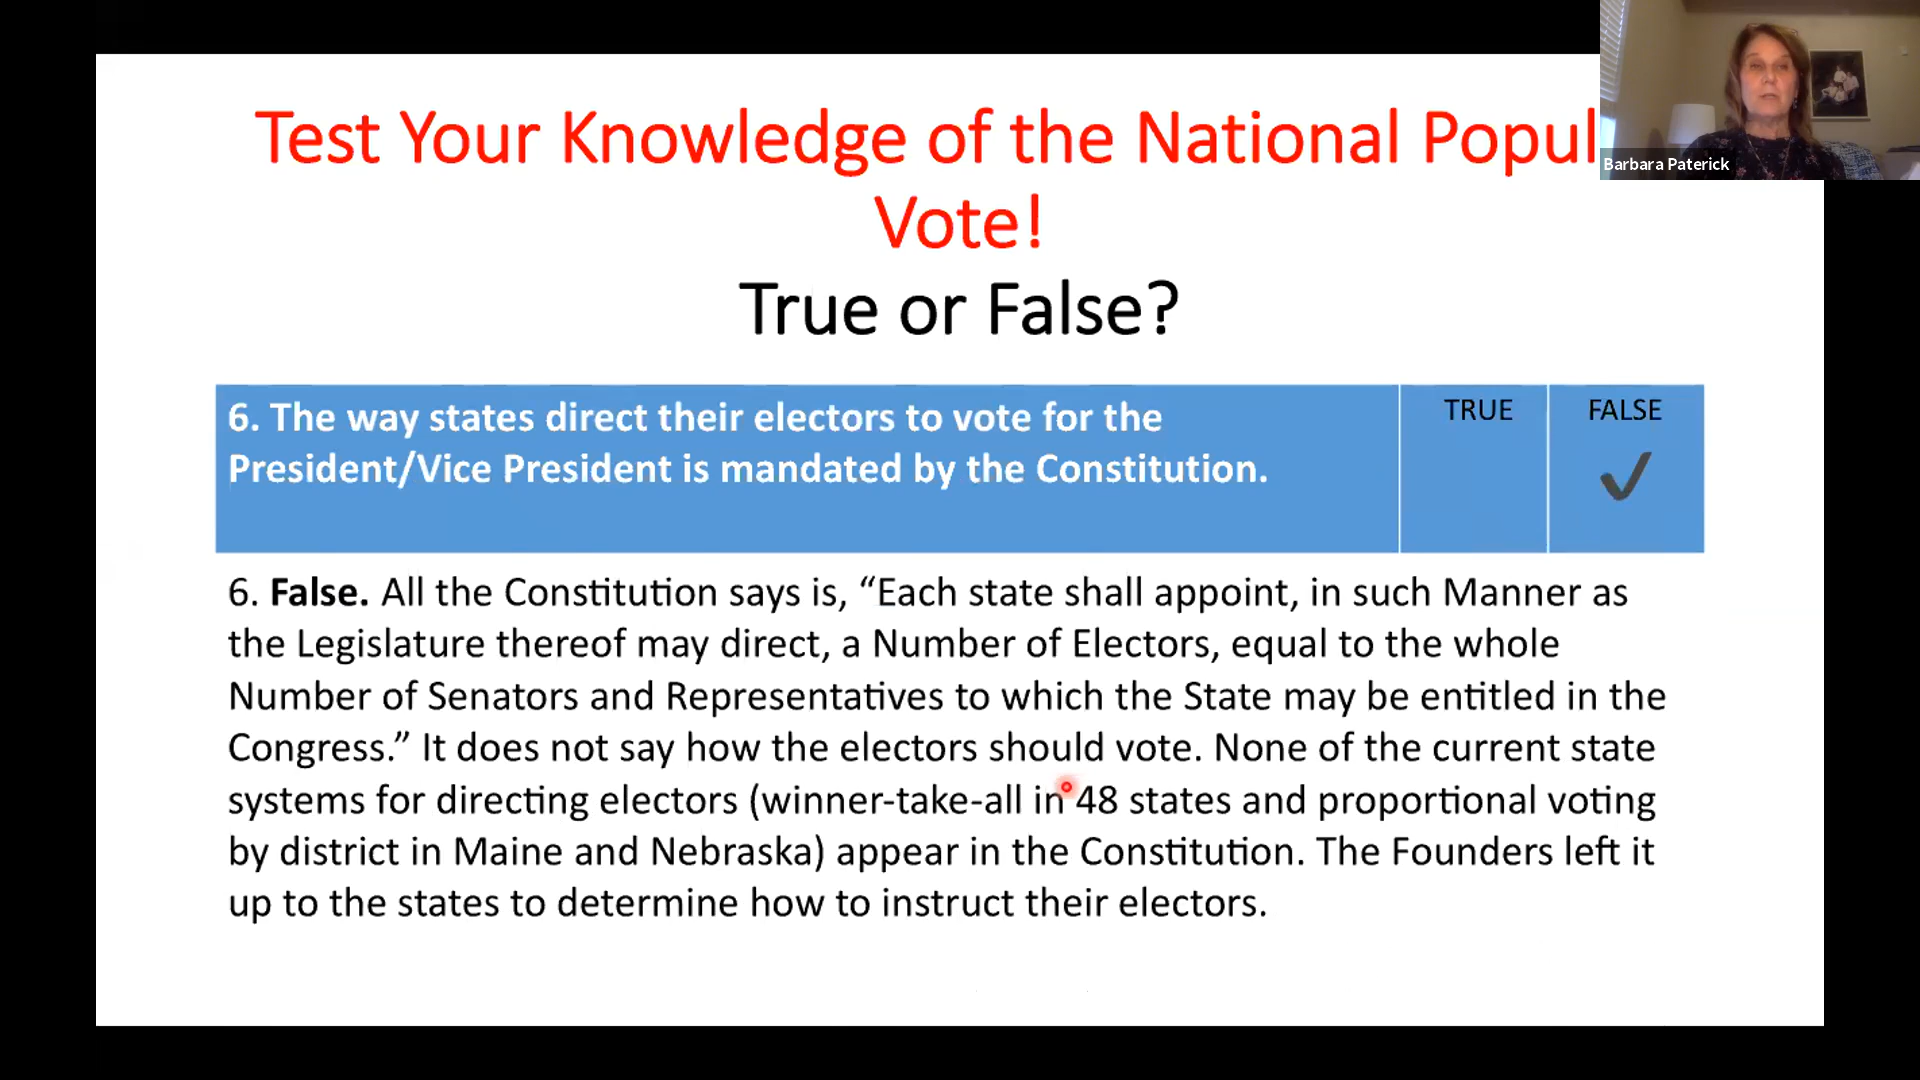 Test Your Knowledge of the National Popul
Vote!
True or False?
Barbara Paterick
6. The way states direct their electors to vote for the
President/Vice President is mandated by the Constitution.
TRUE
FALSE
✓
6. False. All the Constitution says is, “Each state shall appoint, in such Manner as
the Legislature thereof may direct, a Number of Electors, equal to the whole
Number of Senators and Representatives to which the State may be entitled in the
Congress.” It does not say how the electors should vote. None of the current state
systems for directing electors (winner-take-all in 48 states and proportional voting
by district in Maine and Nebraska) appear in the Constitution. The Founders left it
up to the states to determine how to instruct their electors.